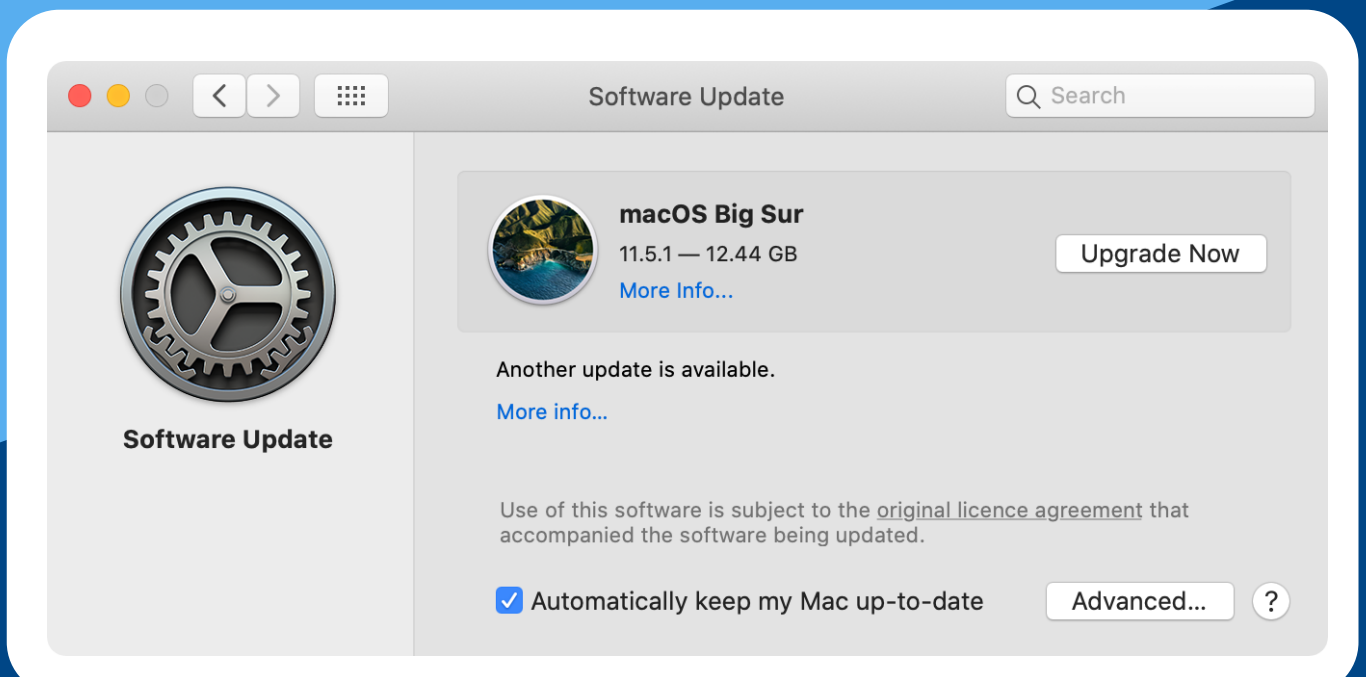 Software Update
Search
Software Update
macOS Big Sur
11.5.1 — 12.44 GB
More Info...
Upgrade Now
Another update is available.
More info...
Use of this software is subject to the original licence agreement that
accompanied the software being updated.
Automatically keep my Mac up-to-date
Advanced...
?